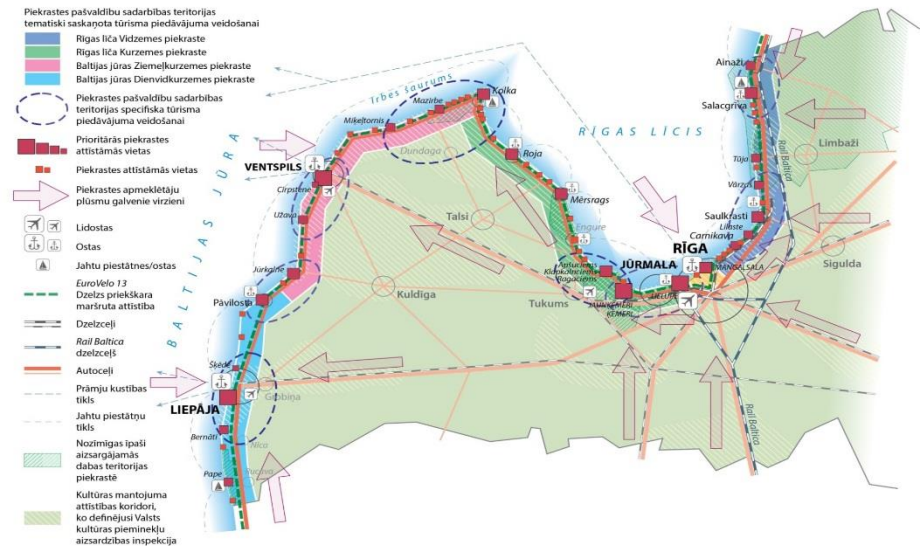 Piekrastes pašvaldību sadarbības teritorijas
tematiski saskaņota tūrisma piedāvājuma veidošanai
Rīgas līča Vidzemes piekraste
Rīgas līča Kurzemes piekraste
Baltijas jūras Ziemeļkurzemes piekraste
Baltijas jūras Dienvidkurzemes piekraste
Piekrastes pašvaldību sadarbības
teritorijas specifiska tūrisma
piedāvājuma veidošanai
Prioritārās piekrastes
attīstāmās vietas
Piekrastes attīstāmās vietas
Piekrastes apmeklētāju
plūsmu galvenie virzieni
Lidostas
Ostas
Jahtu piestātnes/ostas
EuroVelo 13
Dzelzs priekškara
maršruta attīstība
Dzelzceļi
Rail Baltica
dzelzceļš
Autoceļi
Prāmju kustības
tīkls
Jahtu piestātņu
tīkls
Nozīmīgas īpaši
aizsargājamās
dabas teritorijas
piekrastē
Kultūras mantojuma
attīstības koridori,
ko definējusi Valsts
kultūras pieminekļu
aizsardzības inspekcija
BALTIJAS JŪRA
Irbes šaurums
RĪGAS LĪCIS
Kolka
Mazirbe
Miķeļtornis
Dundaga
VENTSPILS
Cirpstene
Užava
Jūrkalne
Pāvilosta
Šķēde
LIEPĀJA
Grobiņa
Bernāti
Nīca
Pape
Rucava
Roja
Mērsrags
Engure
Talsi
Kuldīga
Tukums
Apšuciems
Klapkalnciems
Ragaciems
JŪRMALA
ĶEMERI
LIELUPE
RĪGA
MANGAĻSALA
Carnikava
Lilaste
Saulkrasti
Vārzas
Tūja
Salacgrīva
Ainaži
Limbaži
Sigulda
Rail Baltica
Rail Baltica